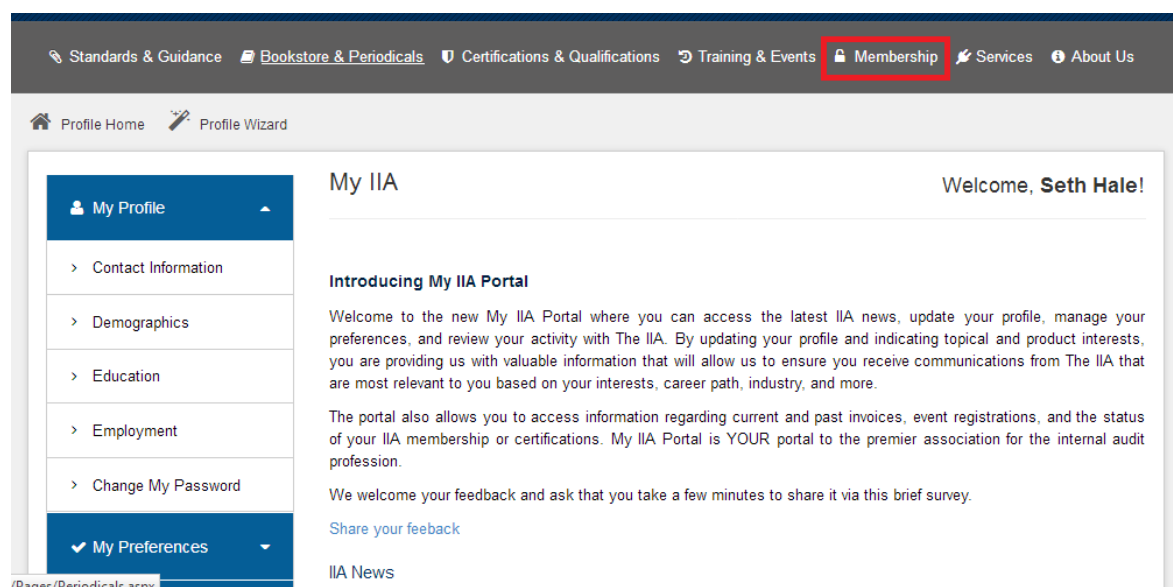 Standards & Guidance Bookstore & Periodicals Certifications & Qualifications Training & Events Membership Services About Us
Profile Home Profile Wizard
My IIA
Welcome, Seth Hale!
My Profile
Contact Information
Demographics
Education
Employment
Change My Password
My Preferences
Introducing My IIA Portal
Welcome to the new My IIA Portal where you can access the latest IIA news, update your profile, manage your
preferences, and review your activity with The IIA. By updating your profile and indicating topical and product interests,
you are providing us with valuable information that will allow us to ensure you receive communications from The IIA that
are most relevant to you based on your interests, career path, industry, and more.
The portal also allows you to access information regarding current and past invoices, event registrations, and the status
of your IIA membership or certifications. My IIA Portal is YOUR portal to the premier association for the internal audit
profession.
We welcome your feedback and ask that you take a few minutes to share it via this brief survey.
Share your feeback
IIA News
/Pages/Periodicals.aspx